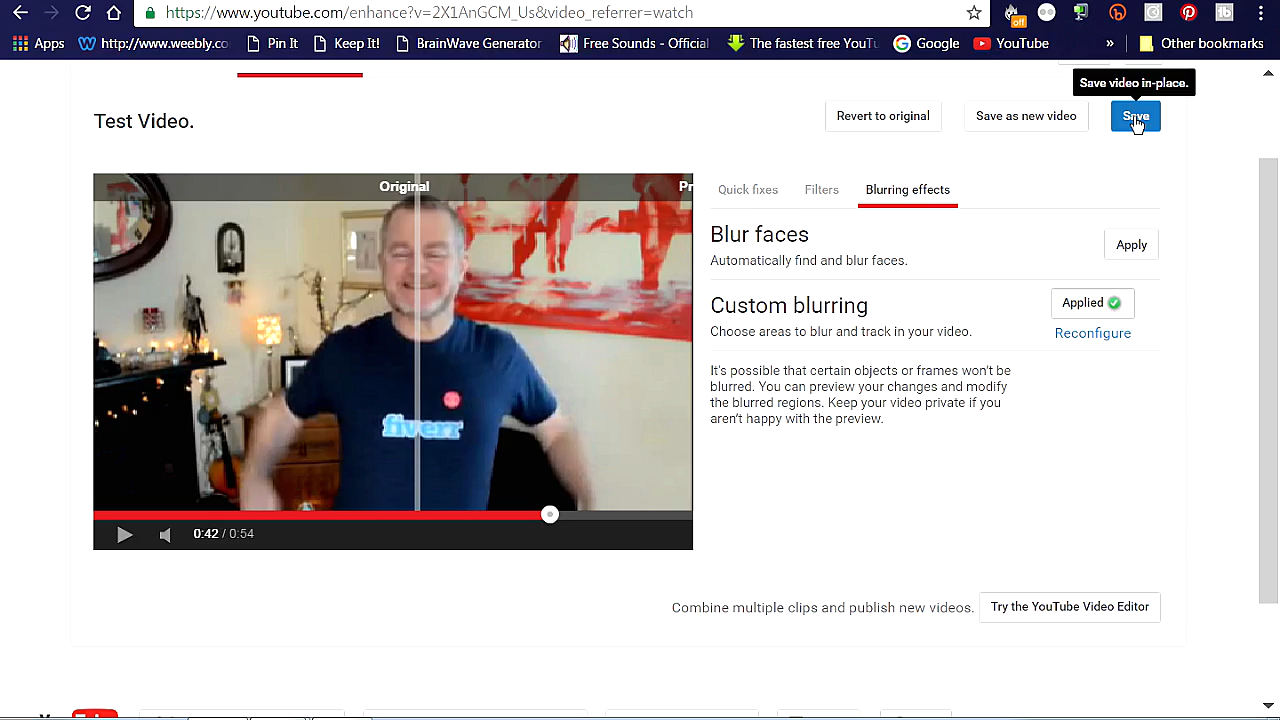 https://www.youtube.com/enhance?v=2X1AnGCM_Us&video_referrer=watch
off
Apps http://www.weebly.co Pin It Keep It! BrainWave Generator Free Sounds - Official The fastest free YouTu Google YouTube » Other bookmarks
Save video in-place.
Test Video.
Revert to original Save as new video Save
Original Pr
Quick fixes Filters Blurring effects
Blur faces
Automatically find and blur faces.
Apply
Custom blurring
Choose areas to blur and track in your video.
Applied
Reconfigure
It's possible that certain objects or frames won't be
blurred. You can preview your changes and modify
the blurred regions. Keep your video private if you
aren't happy with the preview.
fiverr
0:42 / 0:54
Combine multiple clips and publish new videos. Try the YouTube Video Editor